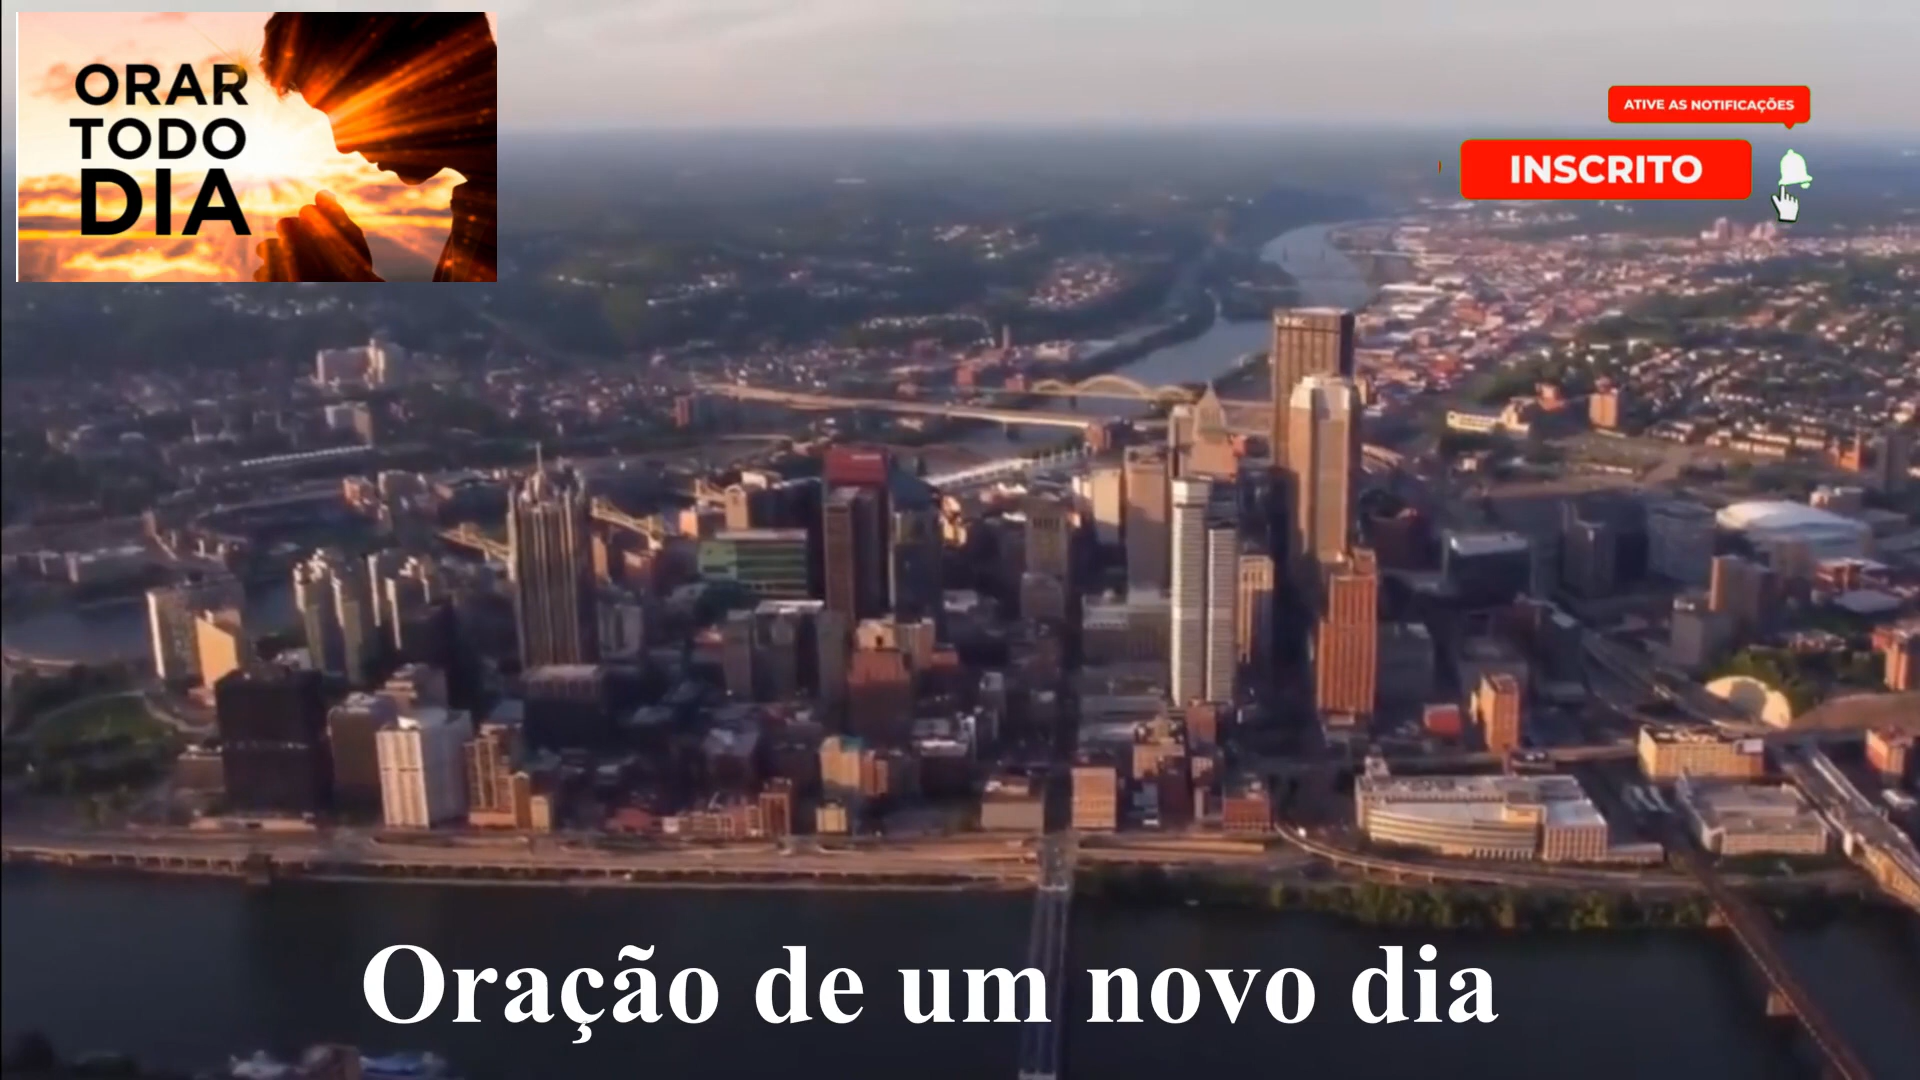 ORAR
TODO
DIA
ATIVE AS NOTIFICAÇÕES
INSCRITO
Oração de um novo dia